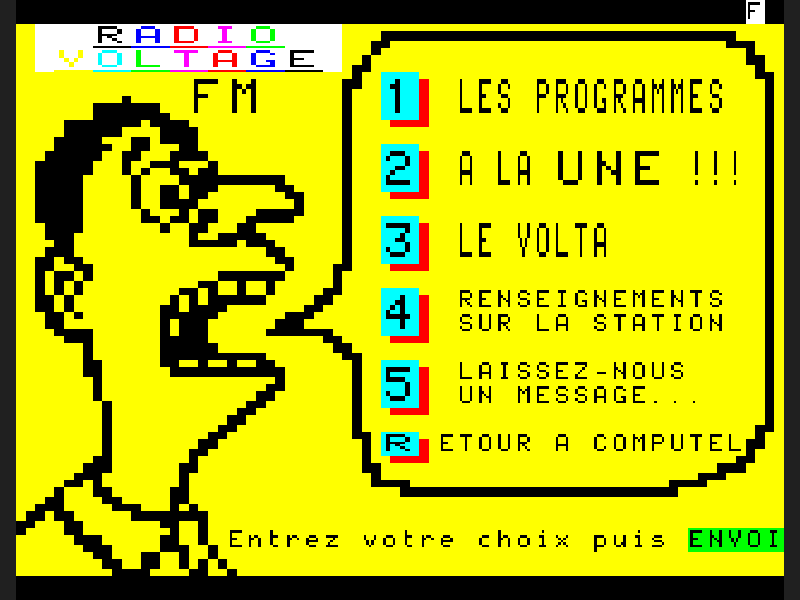 F
RADIO
VOLTAGE
FM
1 LES PROGRAMMES
2 A LA UNE !!!
3 LE VOLTA
4 RENSEIGNEMENTS
SUR LA STATION
5 LAISSEZ-NOUS
UN MESSAGE...
R ETOUR A COMPUTEL
Entrez votre choix puis ENVOI